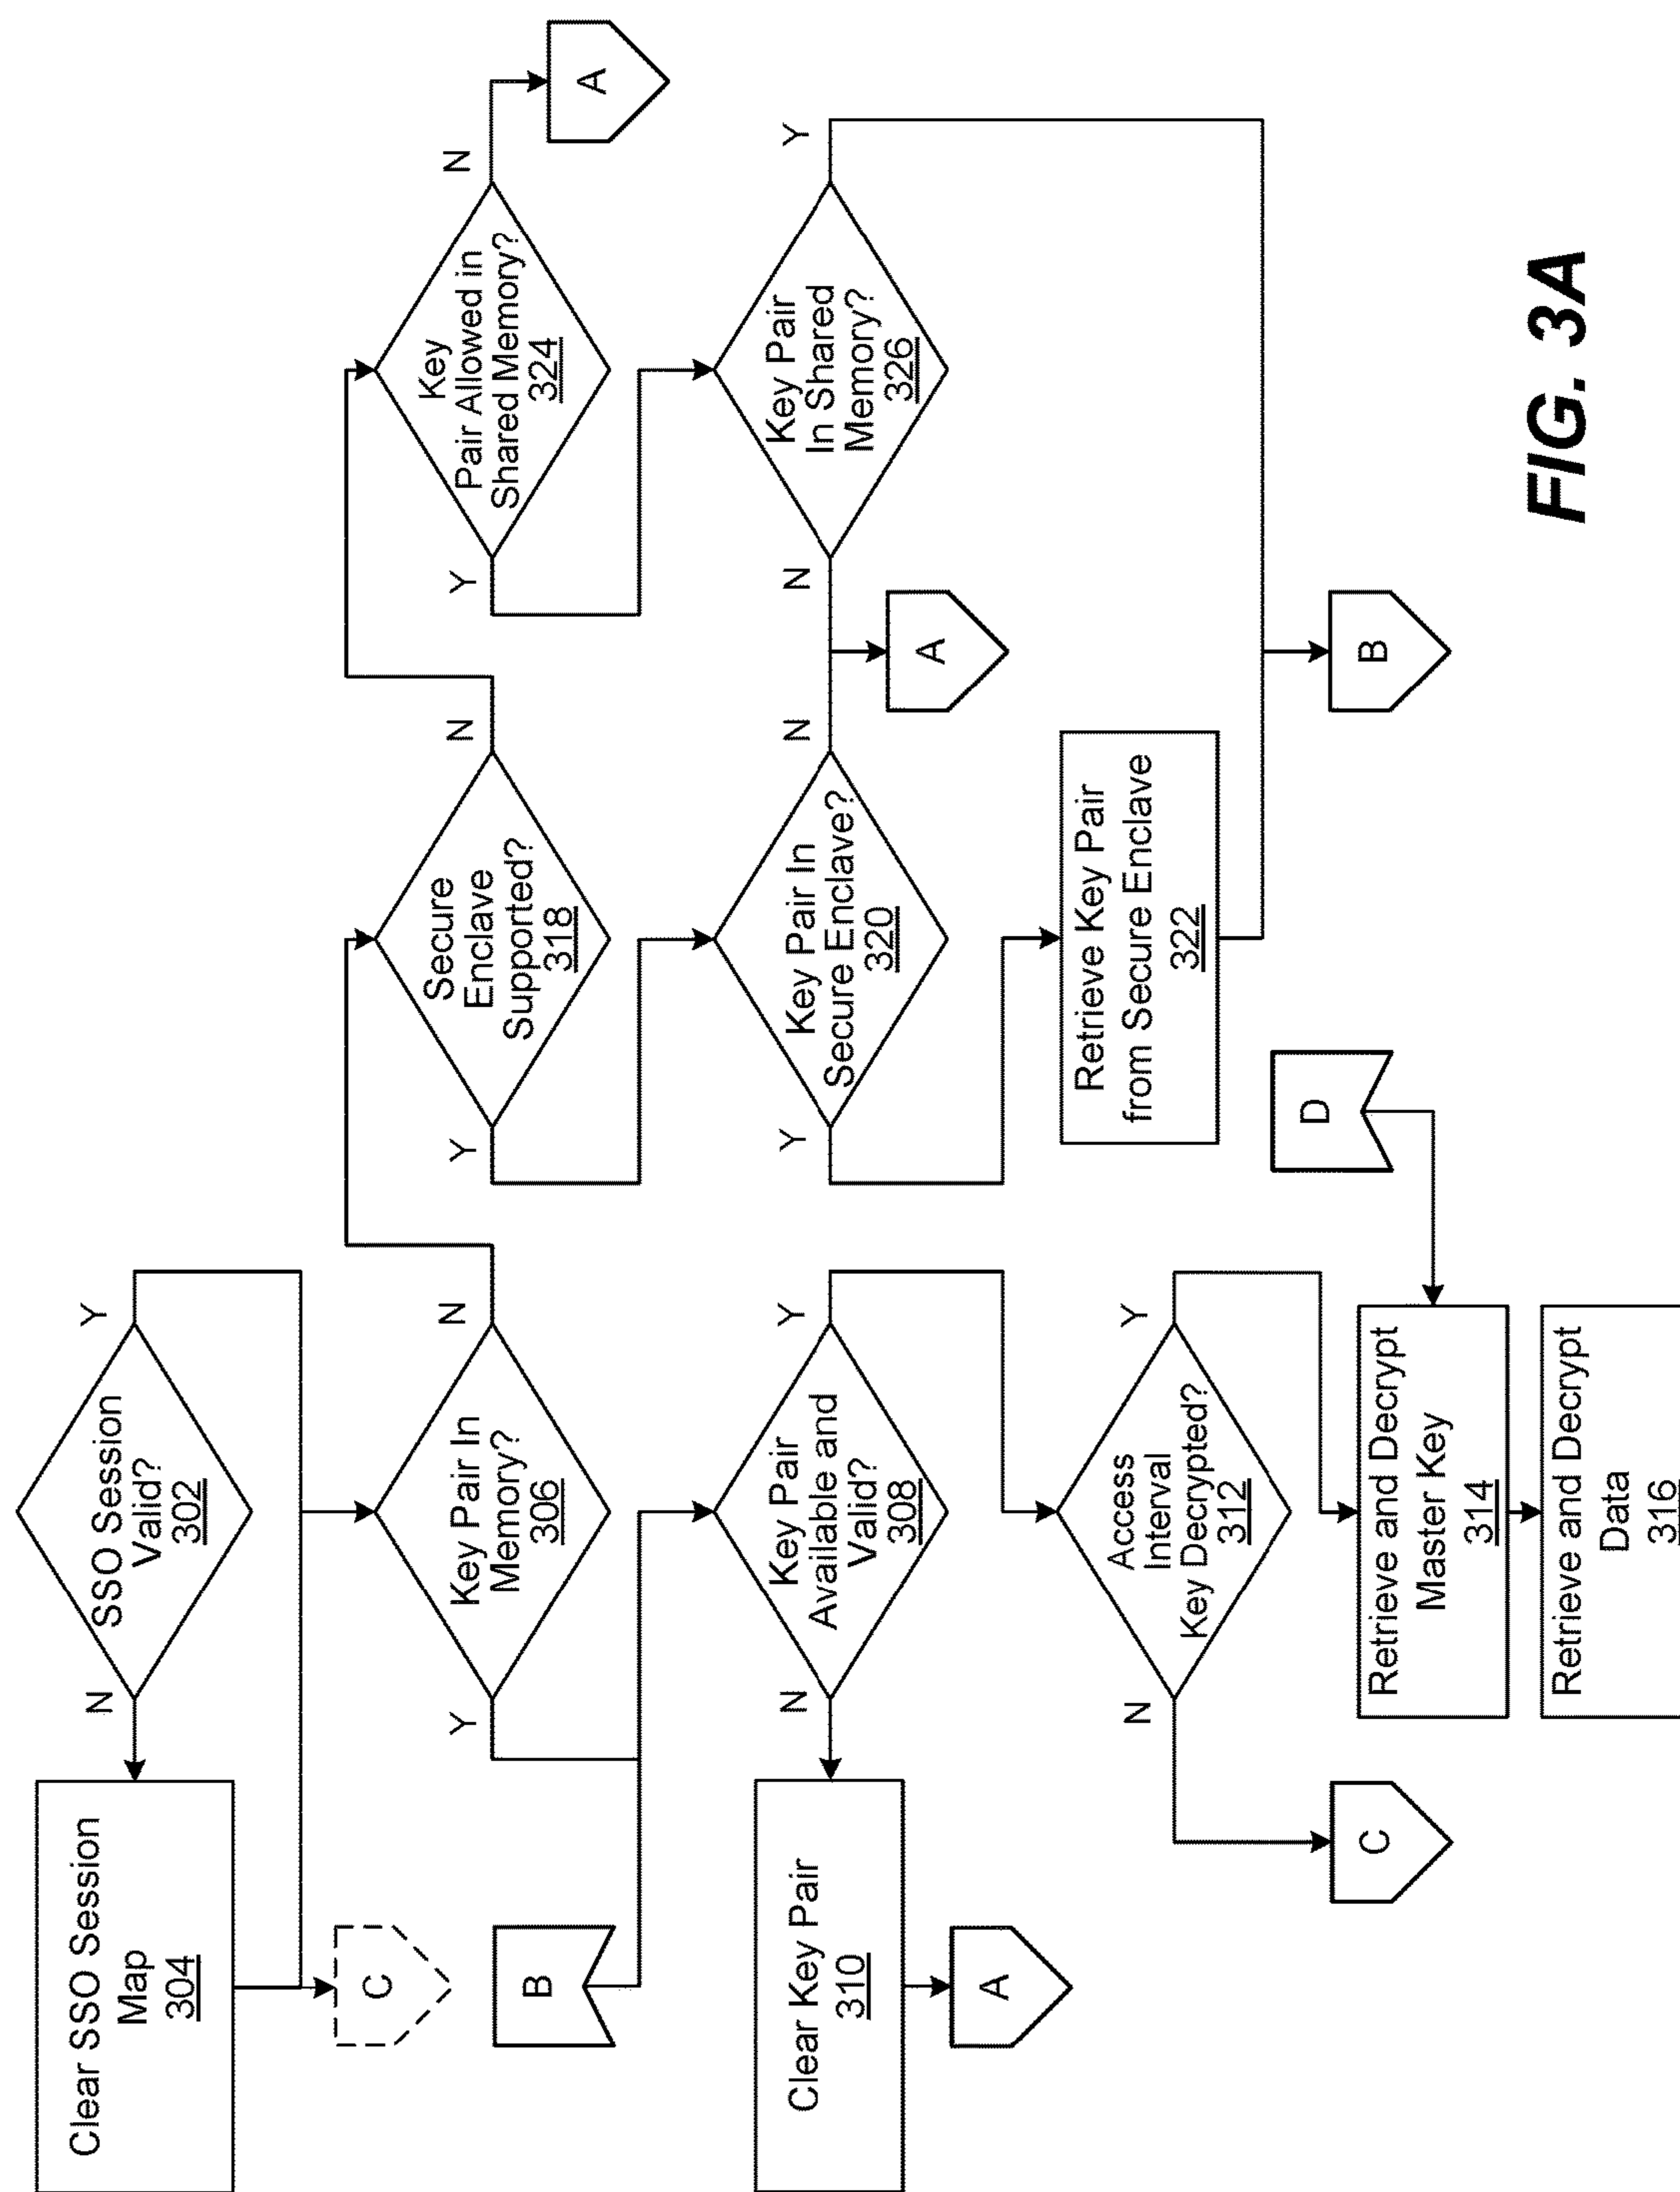 SSO Session
Valid?
302
N
Y
Clear SSO Session
Map
304
C
Key Pair In
Memory?
306
Y
N
B
Key Pair
Available and
Valid?
308
N
Y
Clear Key Pair
310
A
Access
Interval
Key Decrypted?
312
N
Y
C
Retrieve and Decrypt
Master Key
314
D
Retrieve and Decrypt
Data
316
Secure
Enclave
Supported?
318
Y
N
Key Pair In
Secure Enclave?
320
Y
N
Retrieve Key Pair
from Secure Enclave
322
Key
Pair Allowed in
Shared Memory?
324
Y
N
A
Key Pair
In Shared
Memory?
326
N
Y
A
B
FIG. 3A